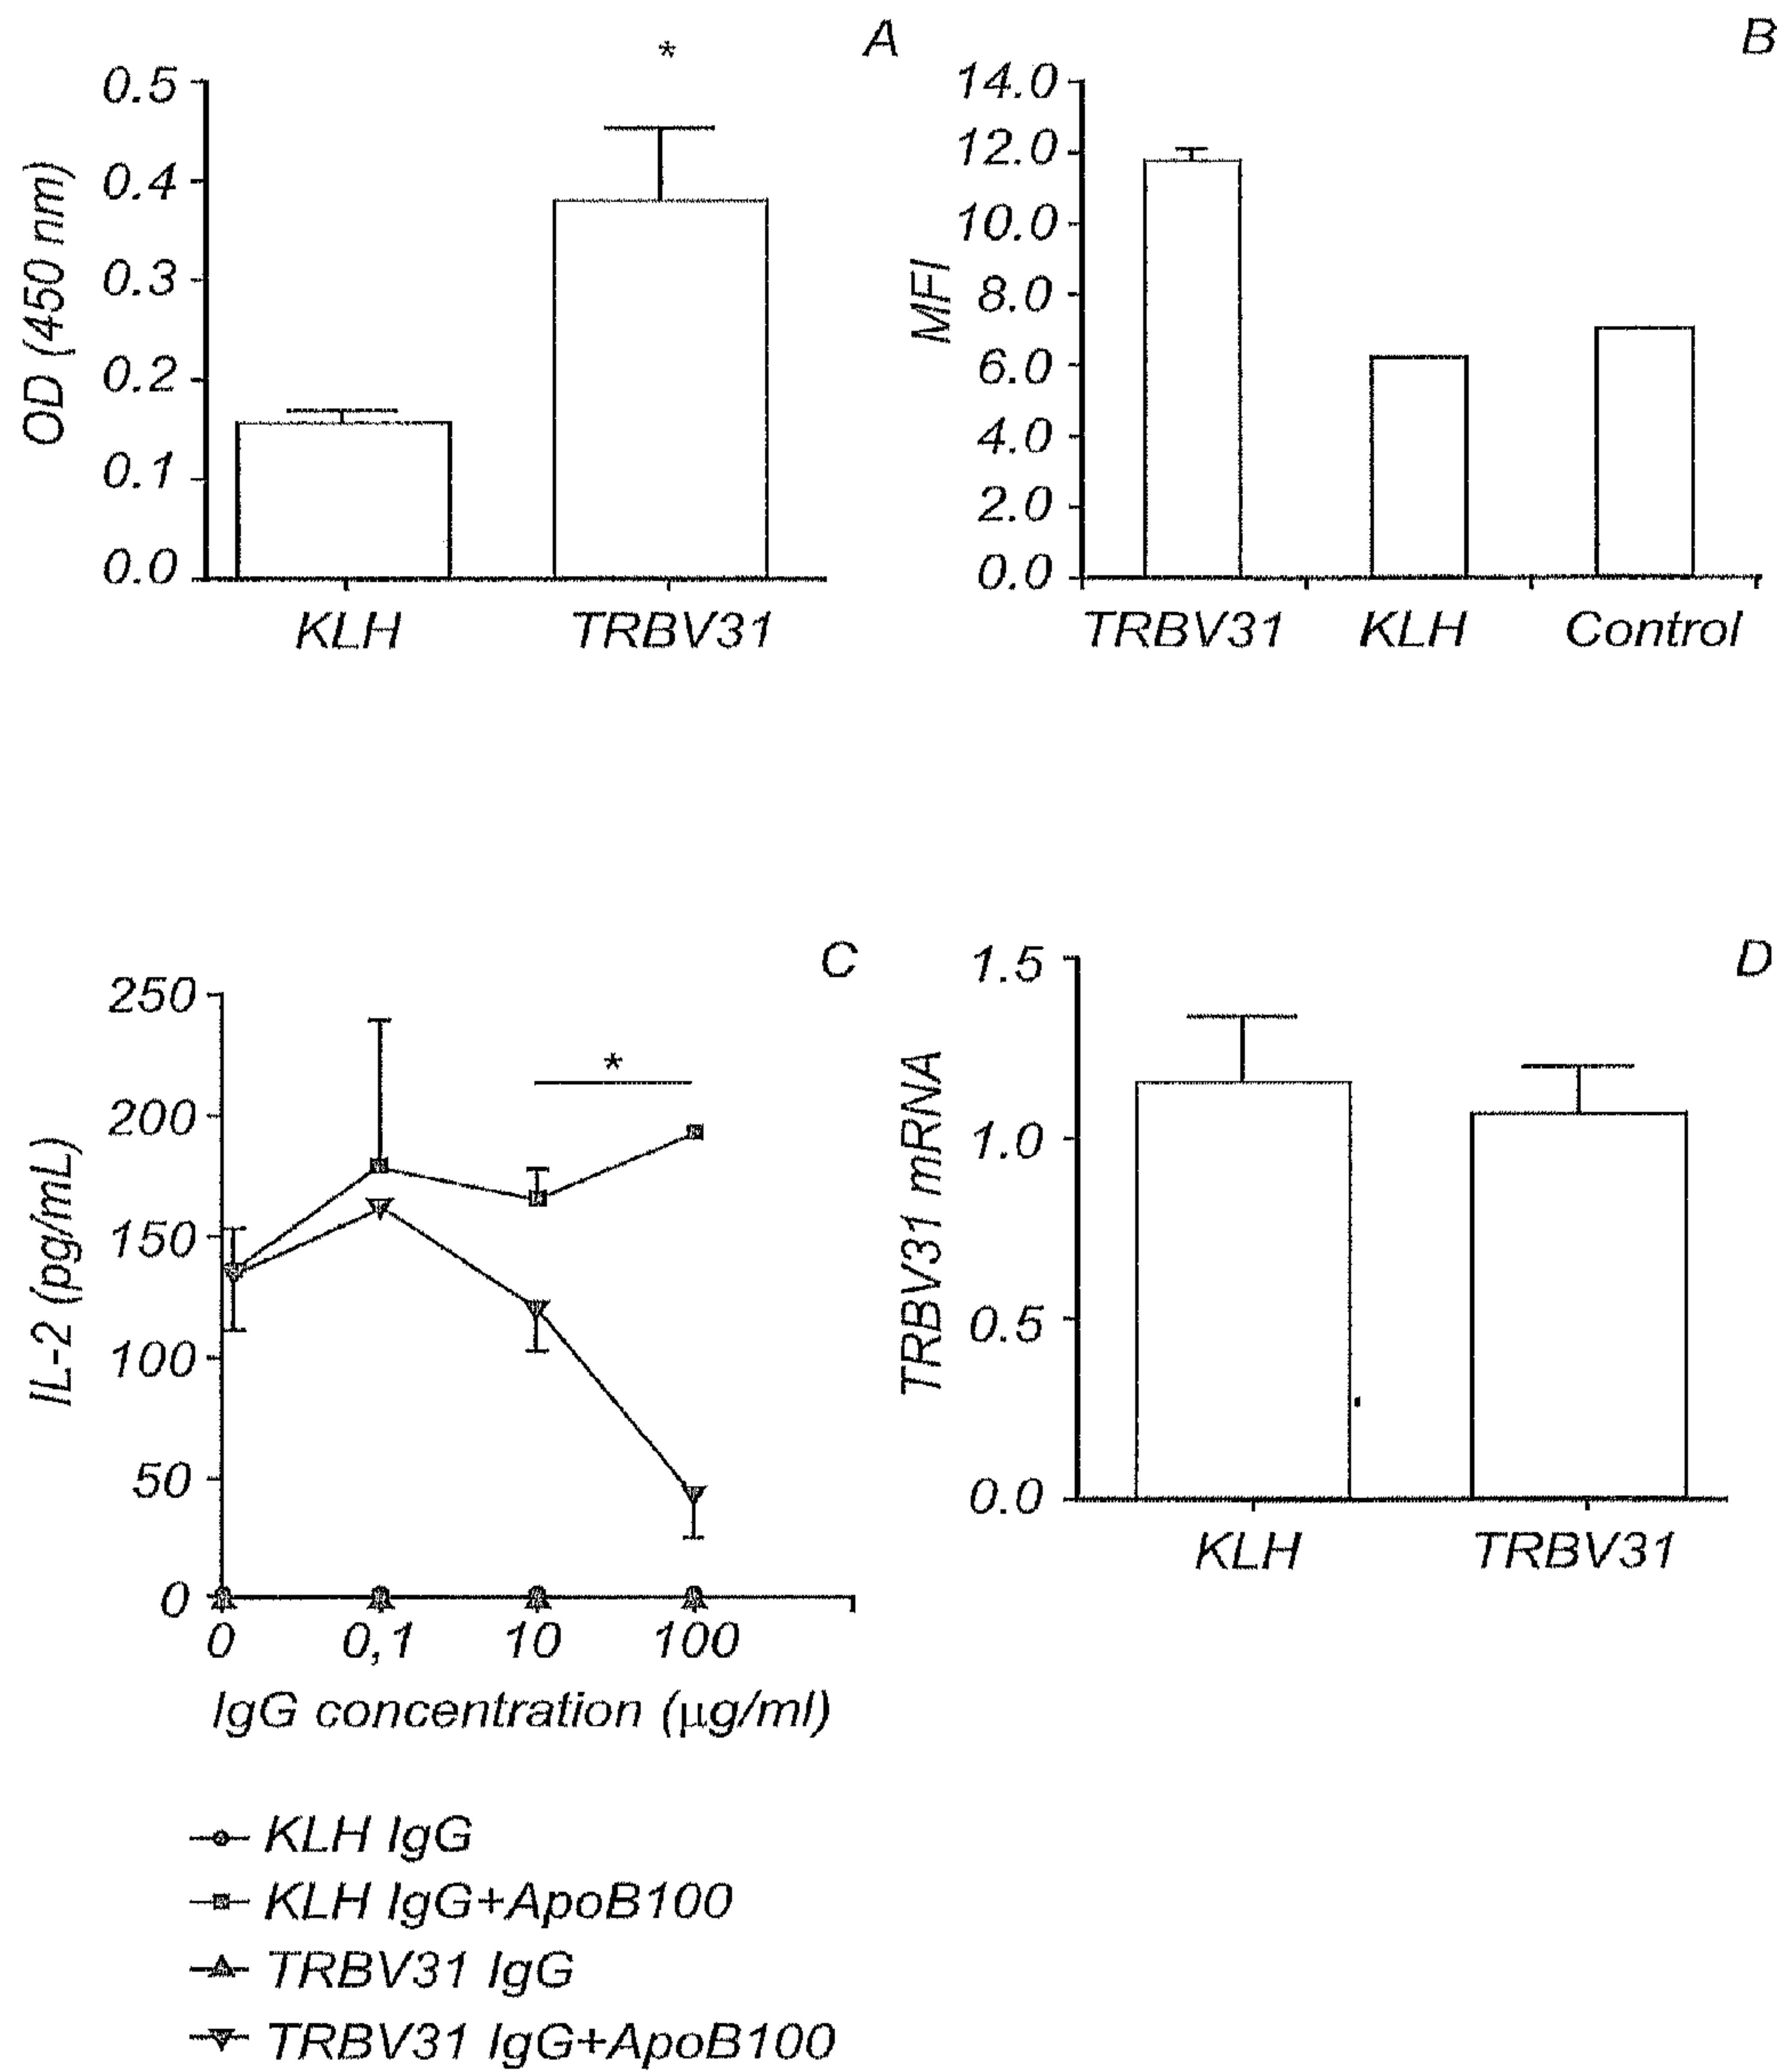 A
*
OD (450 nm)
0.5
0.4
0.3
0.2
0.1
0.0
KLH TRBV31
B
MFI
14.0
12.0
10.0
8.0
6.0
4.0
2.0
0.0
TRBV31 KLH Control
C
*
IL-2 (pg/mL)
250
200
150
100
50
0
0 0,1 10 100
IgG concentration (µg/ml)
KLH IgG
KLH IgG+ApoB100
TRBV31 IgG
TRBV31 IgG+ApoB100
D
TRBV31 mRNA
1.5
1.0
0.5
0.0
KLH TRBV31